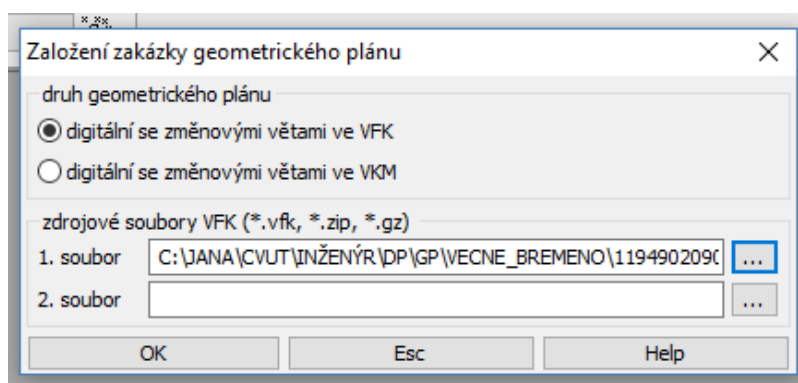 Založení zakázky geometrického plánu
druh geometrického plánu
digitální se změnovými větami ve VFK
digitální se změnovými větami ve VKM
zdrojové soubory VFK (*.vfk, *.zip, *.gz)
1. soubor C:\JANA\CVUT\INŽENÝR\DP\GP\VECNE_BREMENO\1194902090 ...
2. soubor ...
OK Esc Help